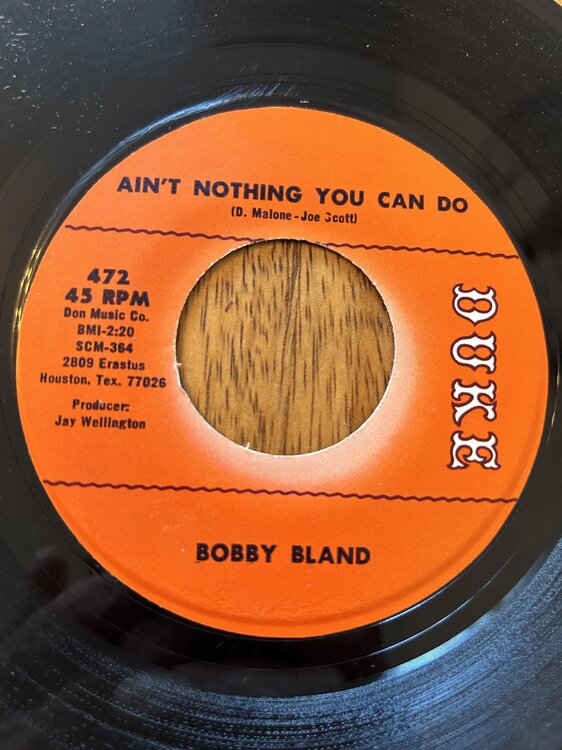 AIN'T NOTHING YOU CAN DO
(D. Malone-Joe Scott)
472
45 RPM
Don Music Co.
BMI-2:20
SCM-364
2809 Erastus
Houston, Tex. 77026
Producer:
Jay Wellington
DUKE
BOBBY BLAND